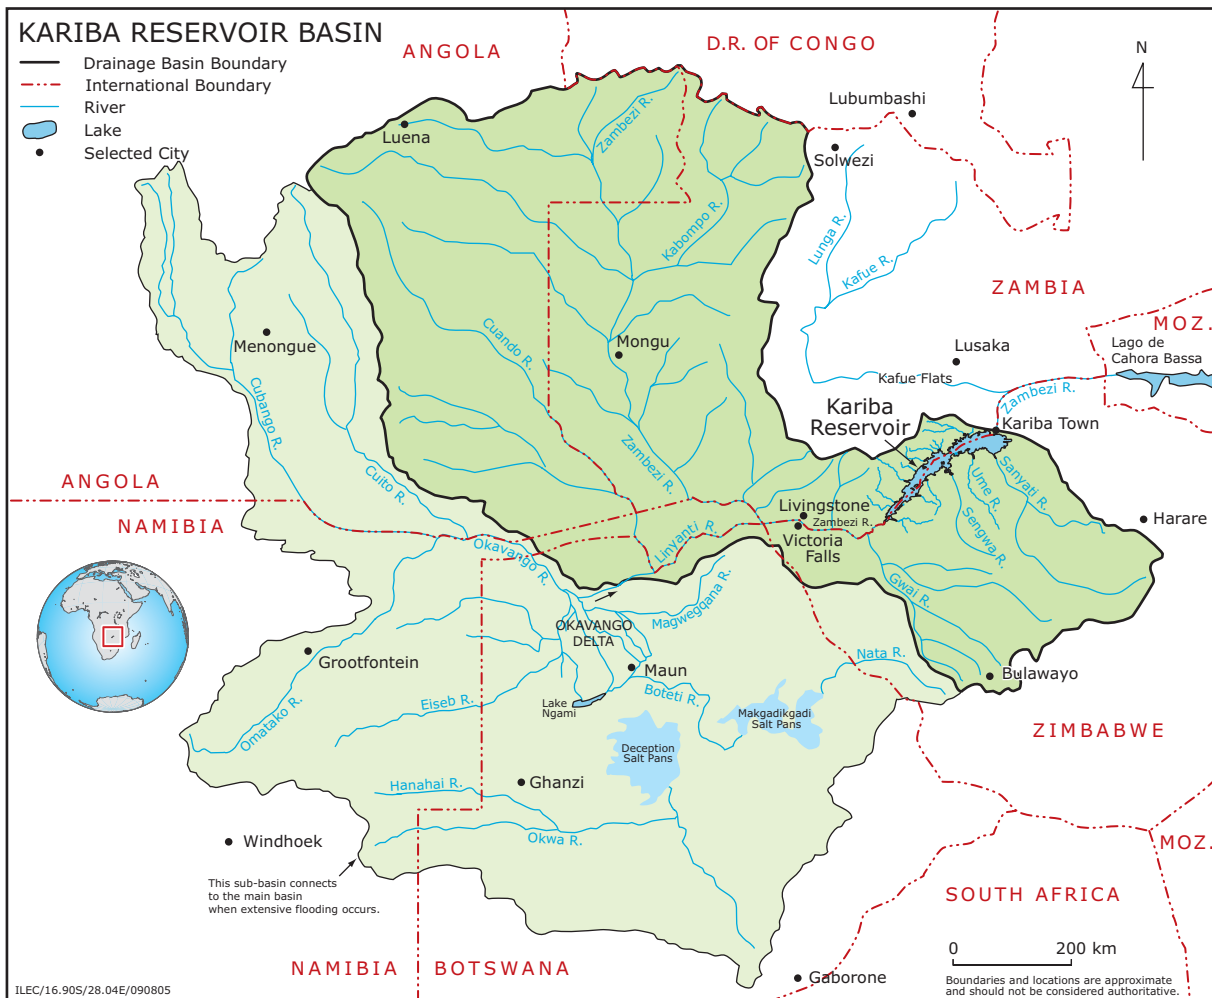 KARIBA RESERVOIR BASIN
Drainage Basin Boundary
International Boundary
River
Lake
Selected City
ANGOLA
D.R. OF CONGO
N
Lubumbashi
Solwezi
Luena
Zambezi R.
Kabompo R.
Lunga R.
Kafue R.
ZAMBIA
MOZ.
Lago de
Cahora Bassa
Lusaka
Kafue Flats
Zambezi R.
Menongue
Mongu
Cuando R.
Cubango R.
Kariba
Reservoir
Kariba Town
Zambezi R.
Cuito R.
Ume R.
Sanyati R.
Sengwa R.
ANGOLA
NAMIBIA
Livingstone
Zambezi R.
Victoria
Falls
Harare
Linyanti R.
Okavango R.
Gwai R.
Magwegqana R.
OKAVANGO
DELTA
Grootfontein
Maun
Nata R.
Bulawayo
Omatako R.
Eiseb R.
Lake
Ngami
Boteti R.
Makgadikgadi
Salt Pans
ZIMBABWE
Deception
Salt Pans
Hanahai R.
Ghanzi
Okwa R.
Windhoek
MOZ.
This sub-basin connects
to the main basin
when extensive flooding occurs.
SOUTH AFRICA
0 200 km
NAMIBIA
BOTSWANA
Gaborone
Boundaries and locations are approximate
and should not be considered authoritative.
ILEC/16.90S/28.04E/090805